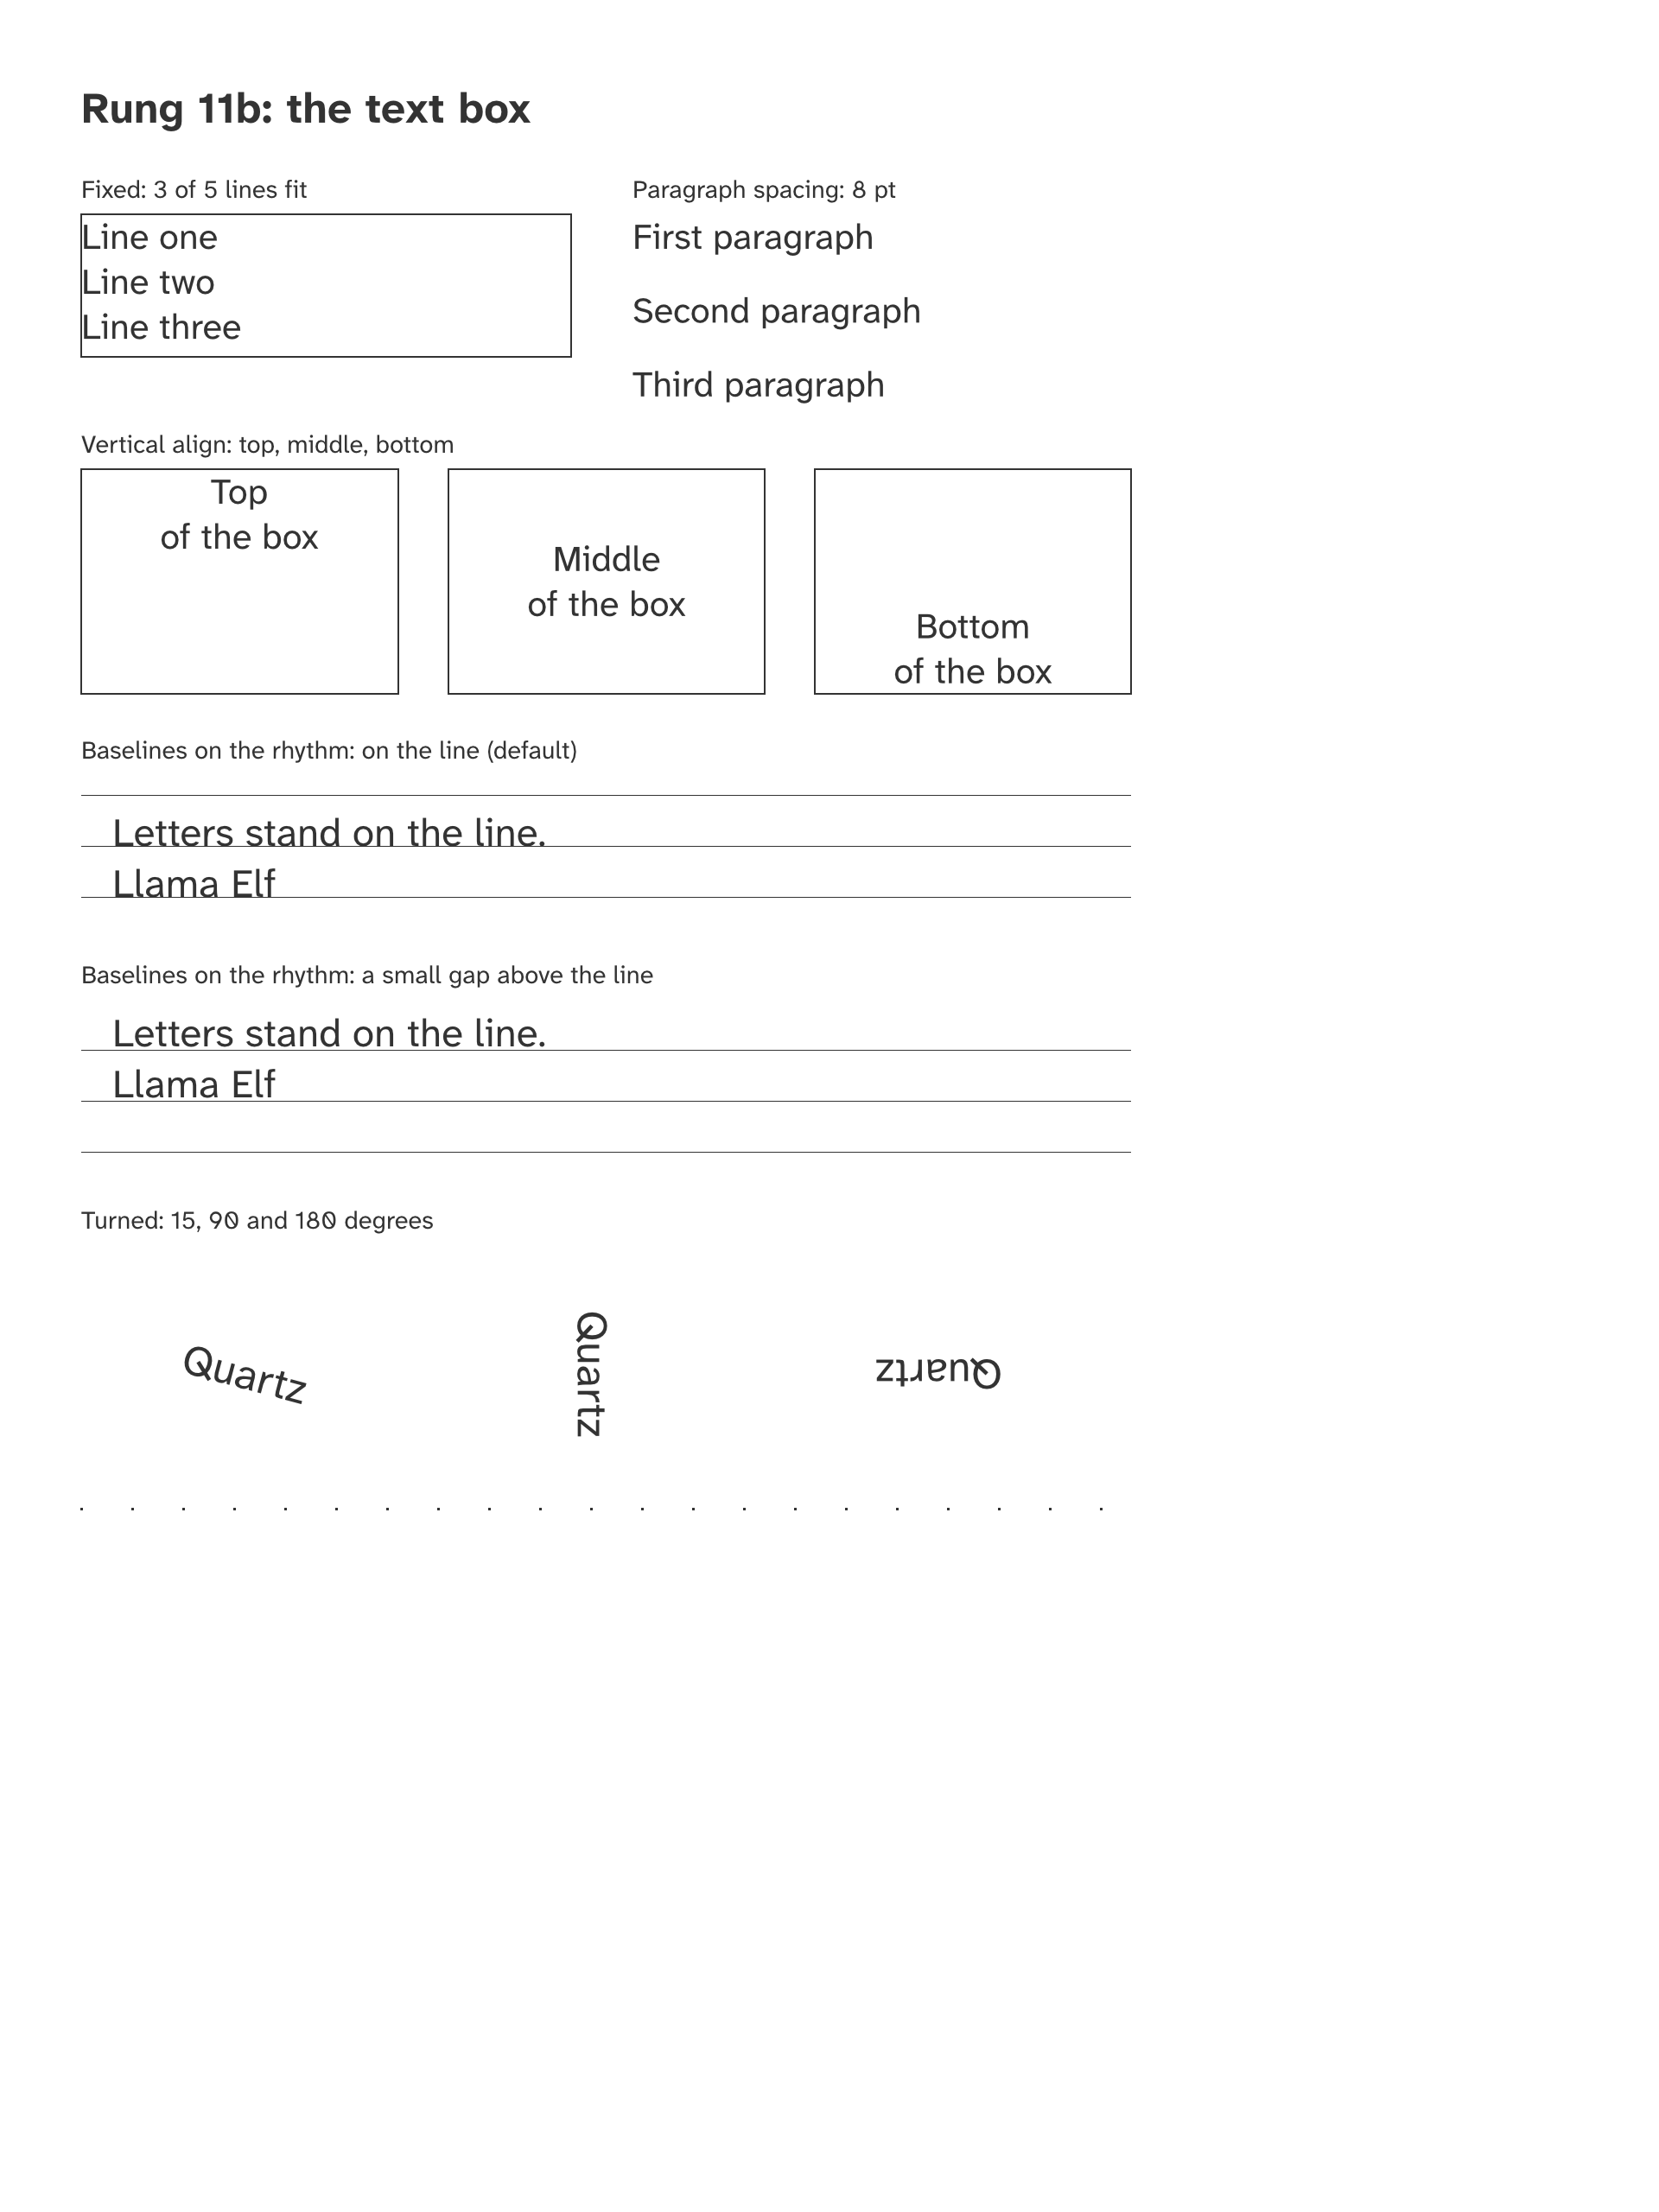 Rung 11b: the text box
Fixed: 3 of 5 lines fit
Line one
Line two
Line three
Paragraph spacing: 8 pt
First paragraph
Second paragraph
Third paragraph
Vertical align: top, middle, bottom
Top
of the box
Middle
of the box
Bottom
of the box
Baselines on the rhythm: on the line (default)
Letters stand on the line.
Llama Elf
Baselines on the rhythm: a small gap above the line
Letters stand on the line.
Llama Elf
Turned: 15, 90 and 180 degrees
Quartz
Quartz
Quartz